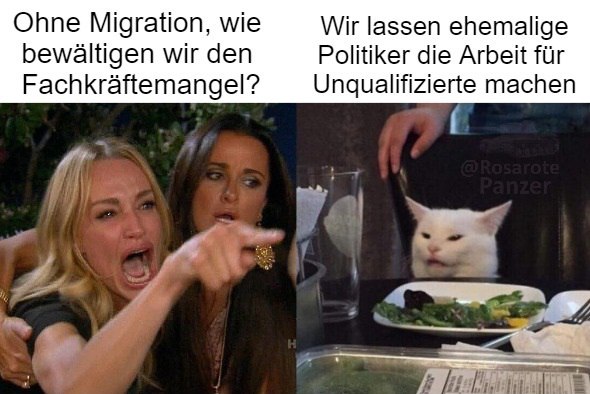 Ohne Migration, wie
bewältigen wir den
Fachkräftemangel?
Wir lassen ehemalige
Politiker die Arbeit für
Unqualifizierte machen
@Rosarote
Panzer